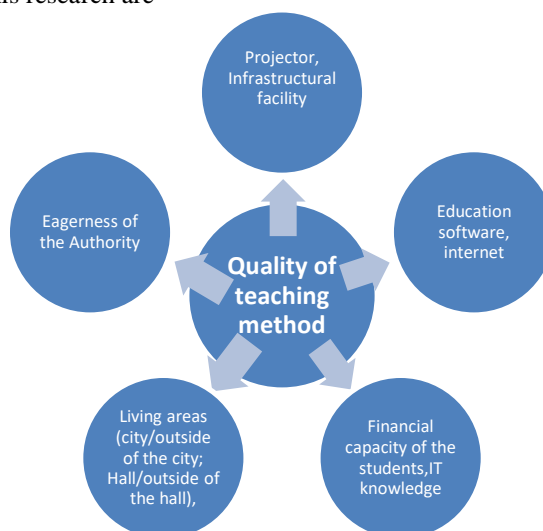 his research are
Projector,
Infrastructural
facility
Education
software,
internet
Financial
capacity of the
students,IT
knowledge
Living areas
(city/outside
of the city;
Hall/outside of
the hall),
Eagerness of
the Authority
Quality of
teaching
method